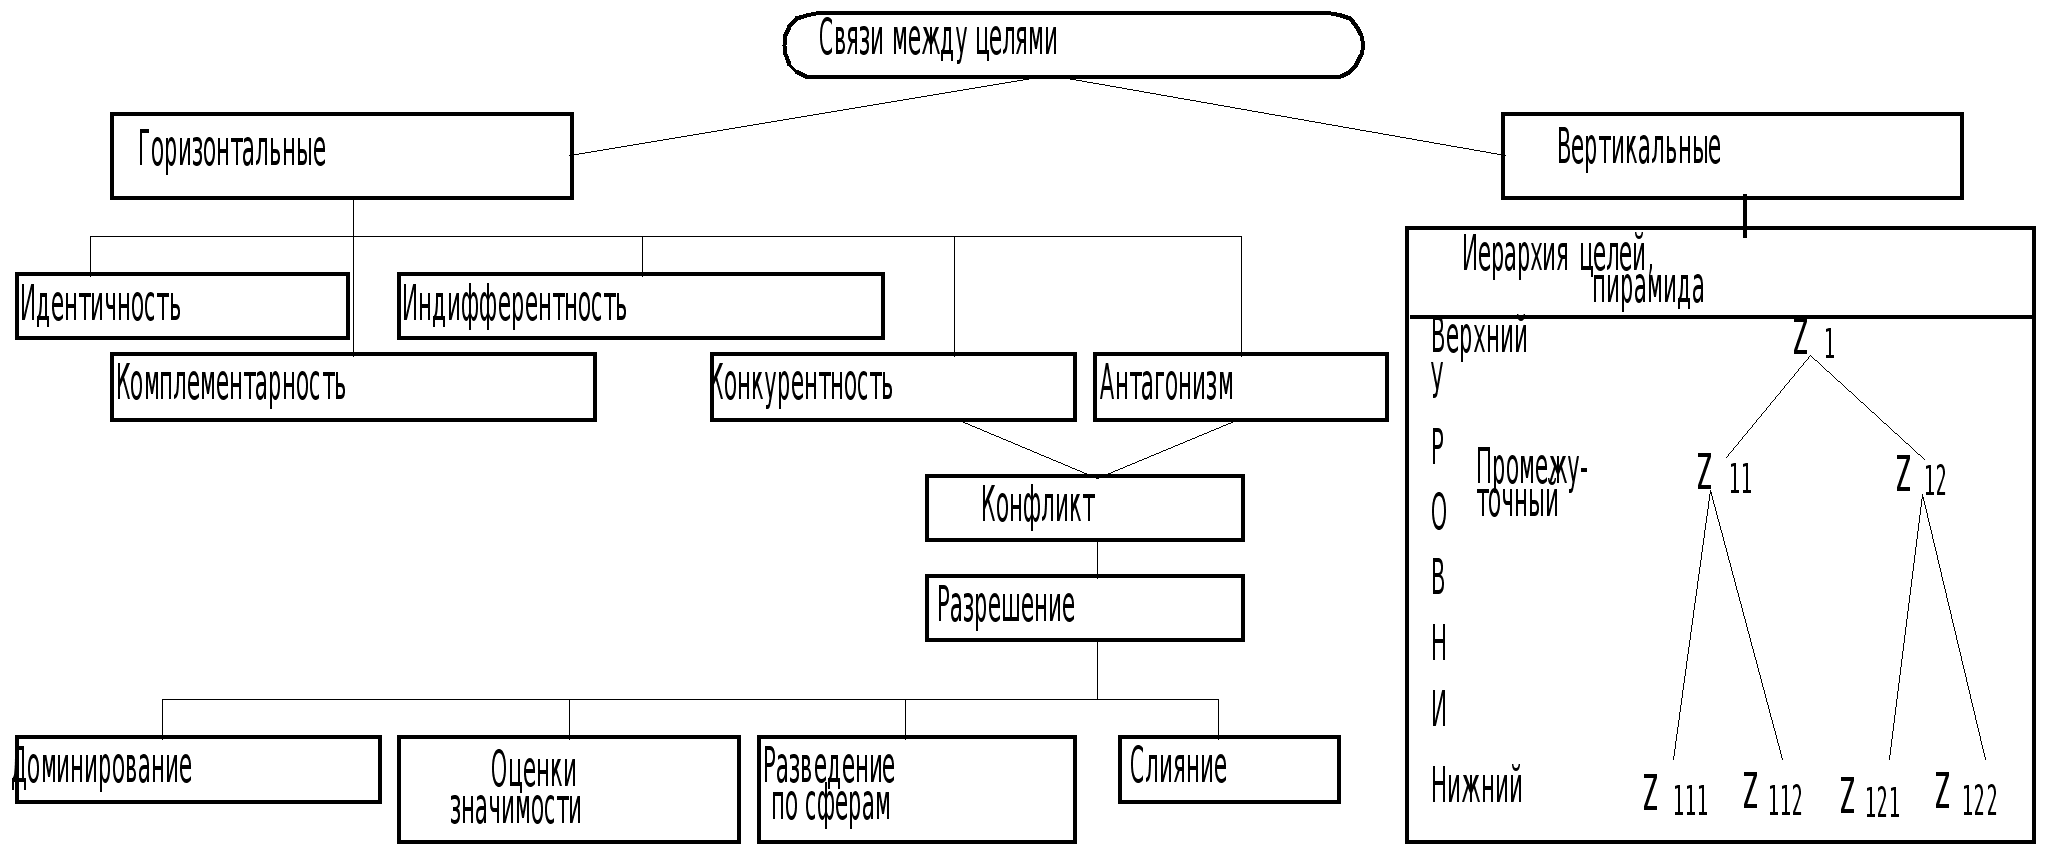 Связи между целями
Горизонтальные
Вертикальные
Идентичность
Индифферентность
Комплементарность
Конкурентность
Антагонизм
Конфликт
Разрешение
Доминирование
Оценки
значимости
Разведение
по сферам
Слияние
Иерархия целей,
пирамида
Верхний
У
Р
О
В
Н
И
Нижний
Промежу-
точный
Z 1
Z 11
Z 12
Z 111
Z 112
Z 121
Z 122